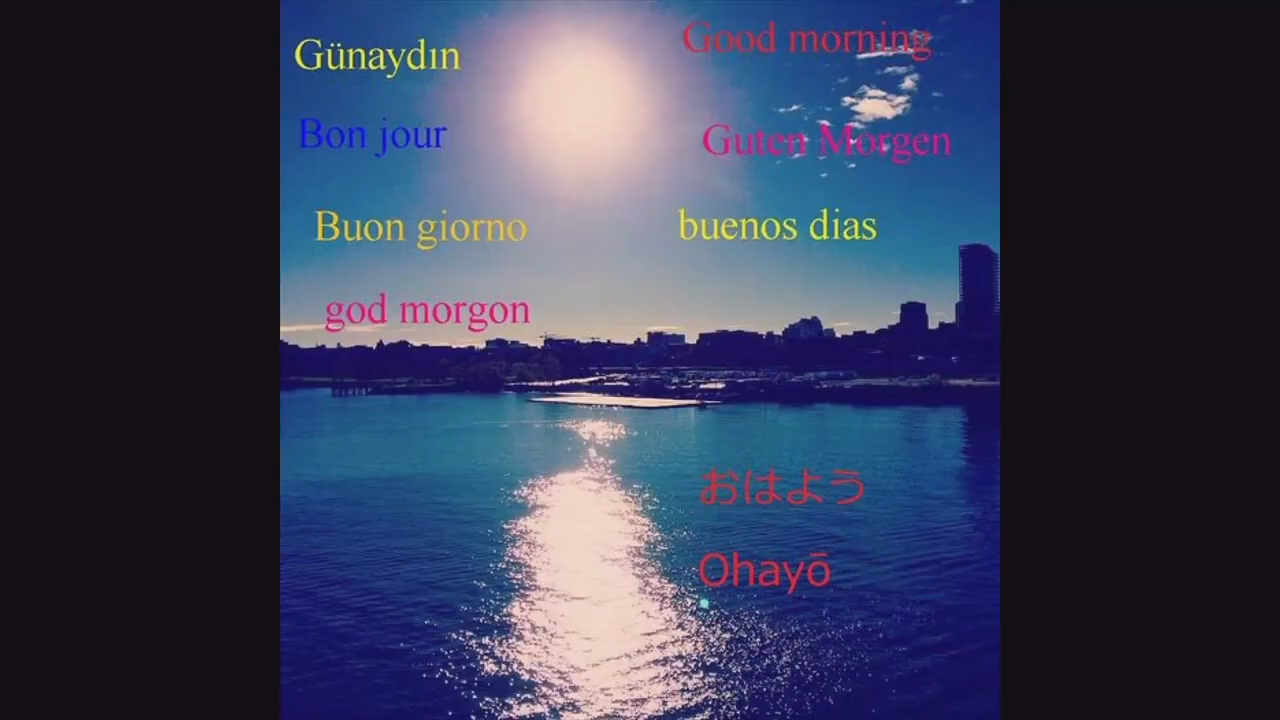 Günaydın
Good morning
Bon jour
Guten Morgen
Buon giorno
buenos dias
god morgon
おはよう
Ohayō